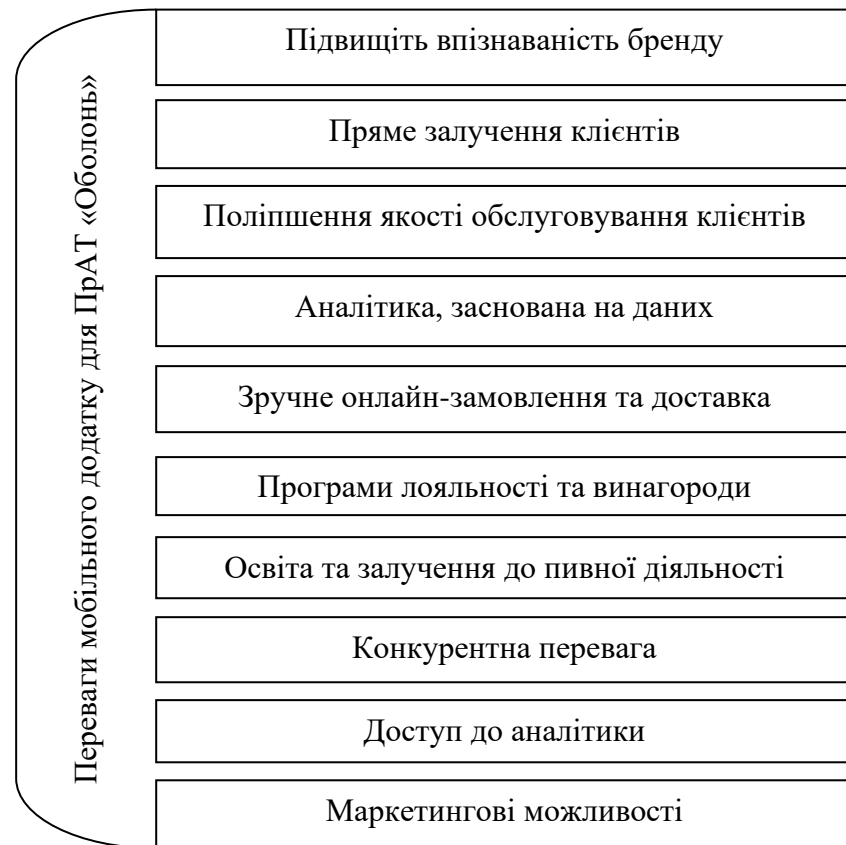 Переваги мобільного додатку для ПрАТ «Оболонь»
Підвищіть впізнаваність бренду
Пряме залучення клієнтів
Поліпшення якості обслуговування клієнтів
Аналітика, заснована на даних
Зручне онлайн-замовлення та доставка
Програми лояльності та винагороди
Освіта та залучення до пивної діяльності
Конкурентна перевага
Доступ до аналітики
Маркетингові можливості